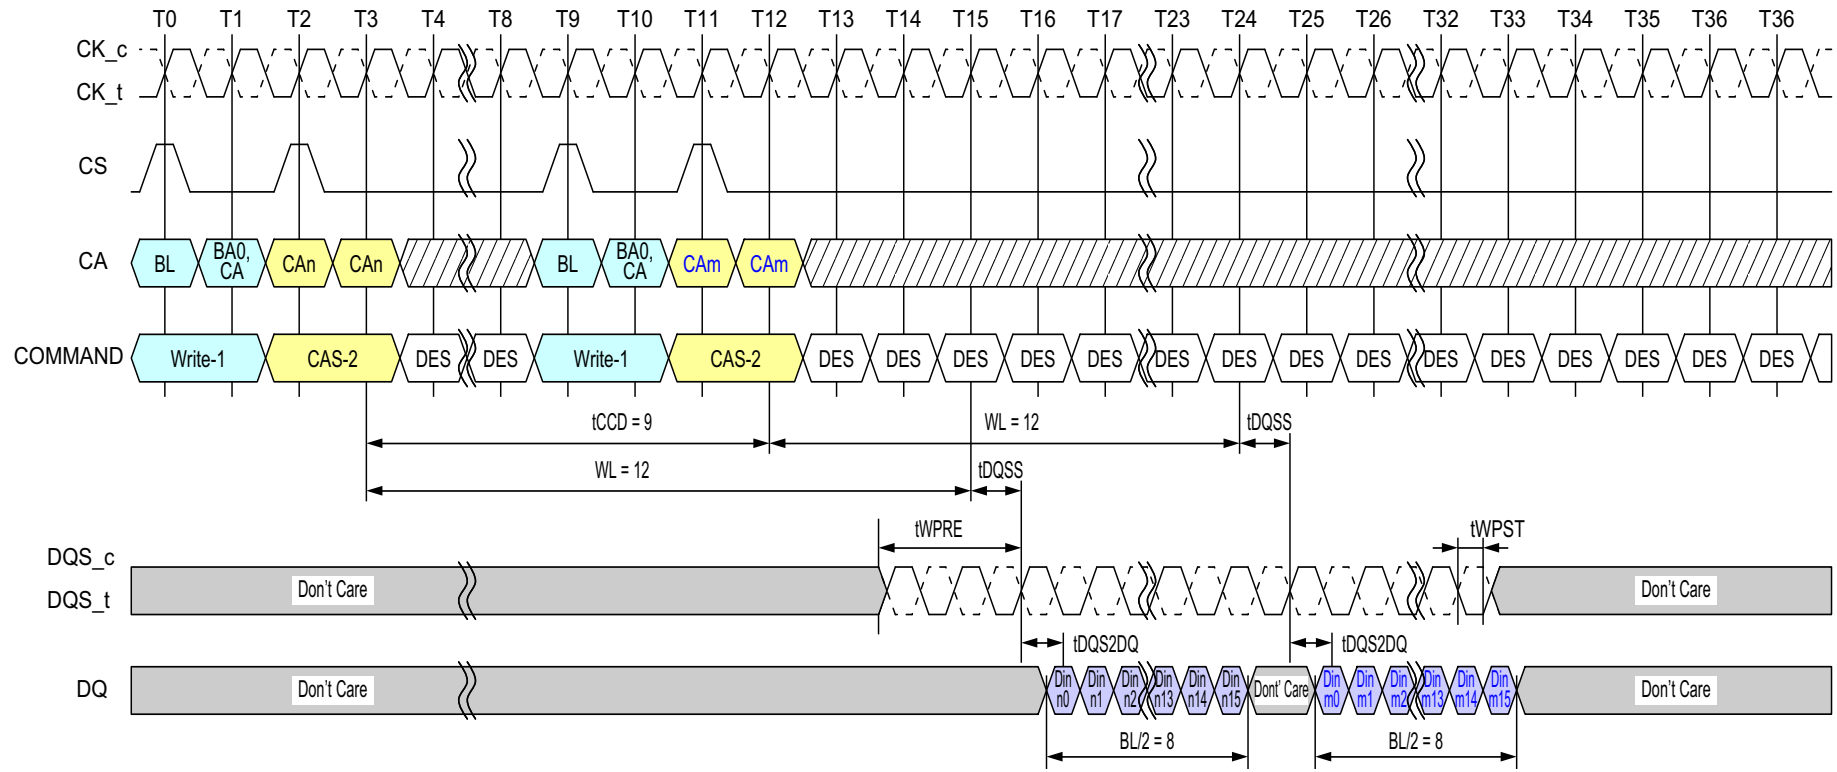 T0 T1 T2 T3 T4 T8 T9 T10 T11 T12 T13 T14 T15 T16 T17 T23 T24 T25 T26 T32 T33 T34 T35 T36 T36
CK_c
CK_t
CS
CA BL BA0, CA CAn CAn BL BA0, CA CAm CAm
COMMAND Write-1 CAS-2 DES DES Write-1 CAS-2 DES DES DES DES DES DES DES DES DES DES DES DES DES DES DES
tCCD = 9 WL = 12 tDQSS
WL = 12 tDQSS
tWPRE tWPST
DQS_c
DQS_t Don't Care Don't Care
tDQS2DQ tDQS2DQ
DQ Don't Care Din n0 Din n1 Din n2 Din n13 Din n14 Din n15 Dont' Care Din m0 Din m1 Din m2 Din m13 Din m14 Din m15 Don't Care
BL/2 = 8 BL/2 = 8